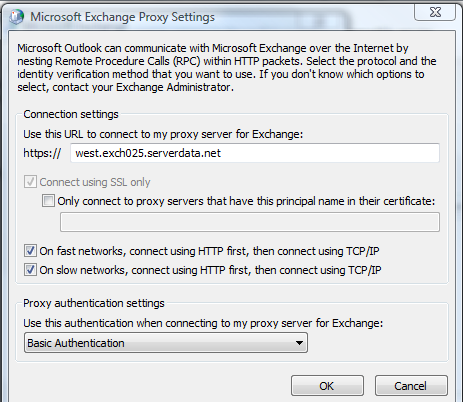 Microsoft Exchange Proxy Settings
Microsoft Outlook can communicate with Microsoft Exchange over the Internet by
nesting Remote Procedure Calls (RPC) within HTTP packets. Select the protocol and the
identity verification method that you want to use. If you don't know which options to
select, contact your Exchange Administrator.
Connection settings
Use this URL to connect to my proxy server for Exchange:
https:// west.exch025.serverdata.net
Connect using SSL only
Only connect to proxy servers that have this principal name in their certificate:
On fast networks, connect using HTTP first, then connect using TCP/IP
On slow networks, connect using HTTP first, then connect using TCP/IP
Proxy authentication settings
Use this authentication when connecting to my proxy server for Exchange:
Basic Authentication
OK Cancel